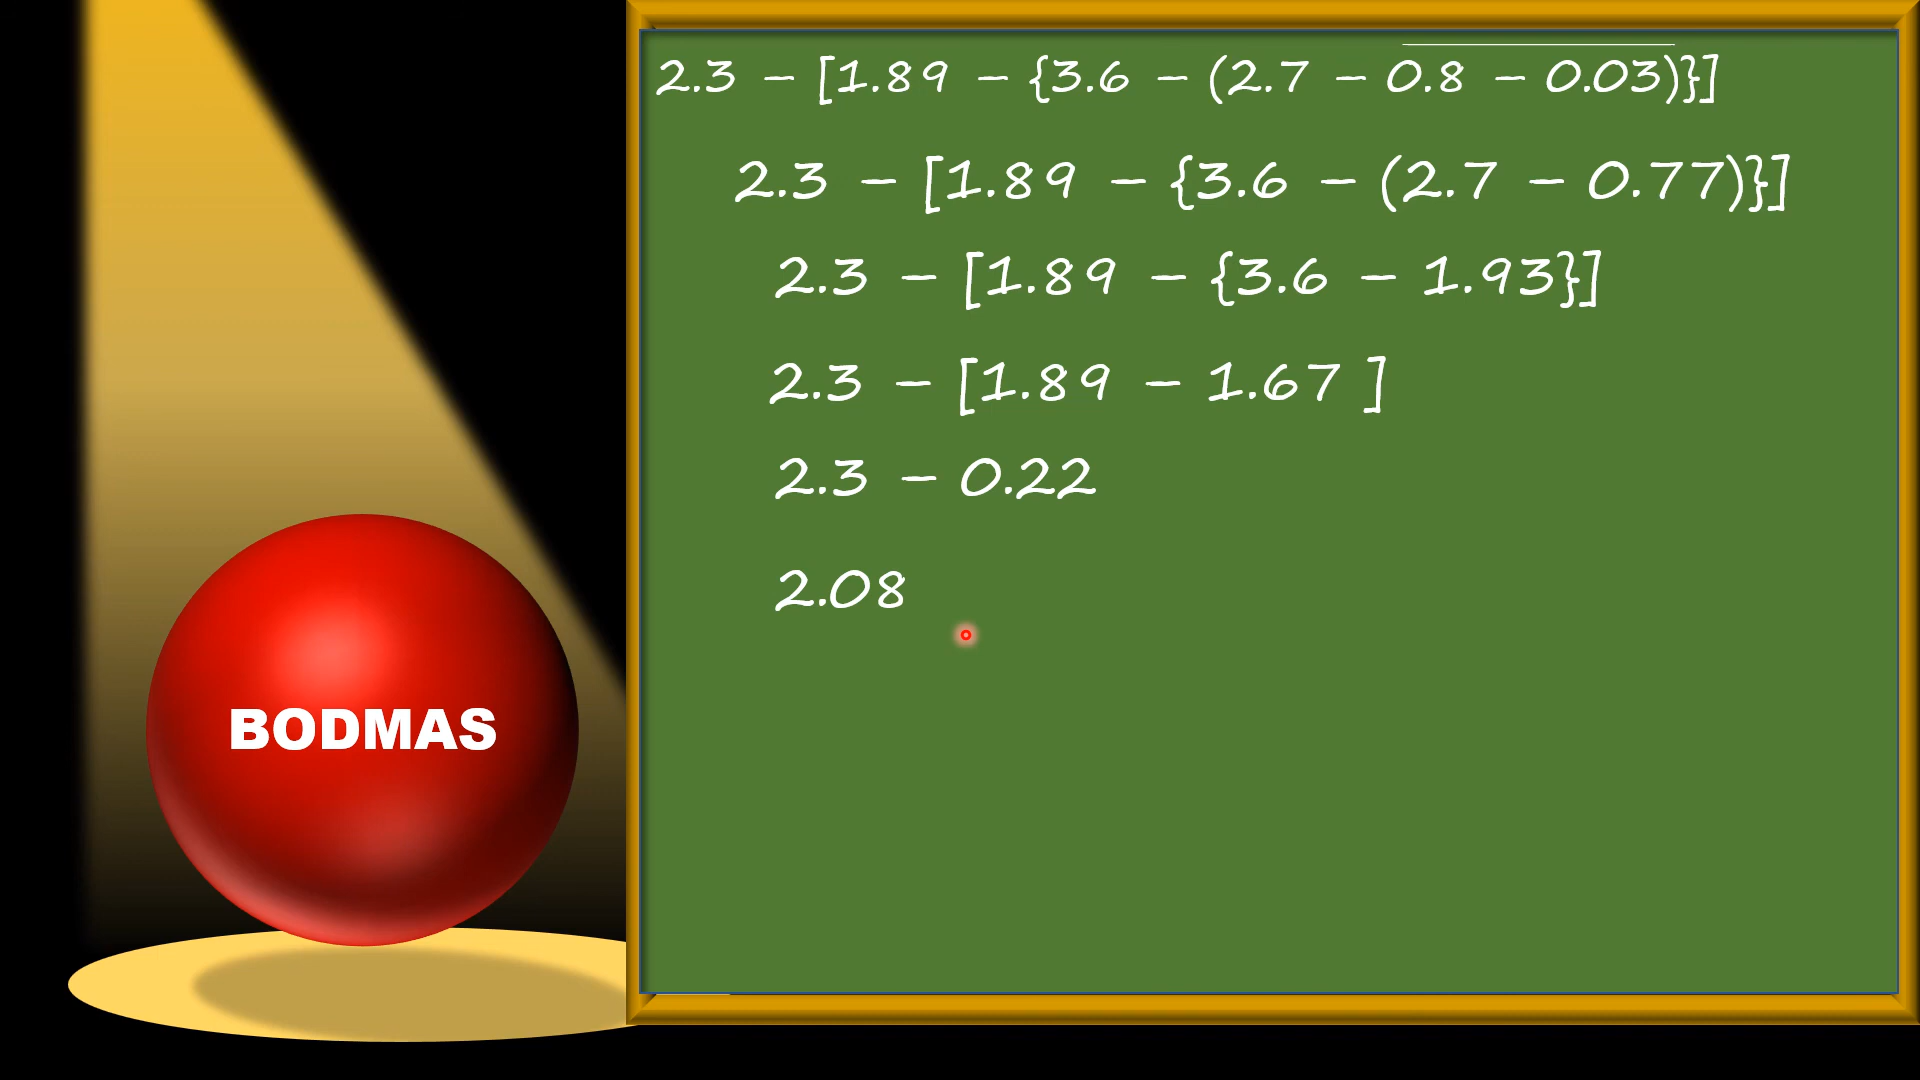 2.3 − [1.89 − {3.6 − (2.7 − 0.8 − 0.03)}]
2.3 − [1.89 − {3.6 − (2.7 − 0.77)}]
2.3 − [1.89 − {3.6 − 1.93}]
2.3 − [1.89 − 1.67 ]
2.3 − 0.22
2.08
BODMAS